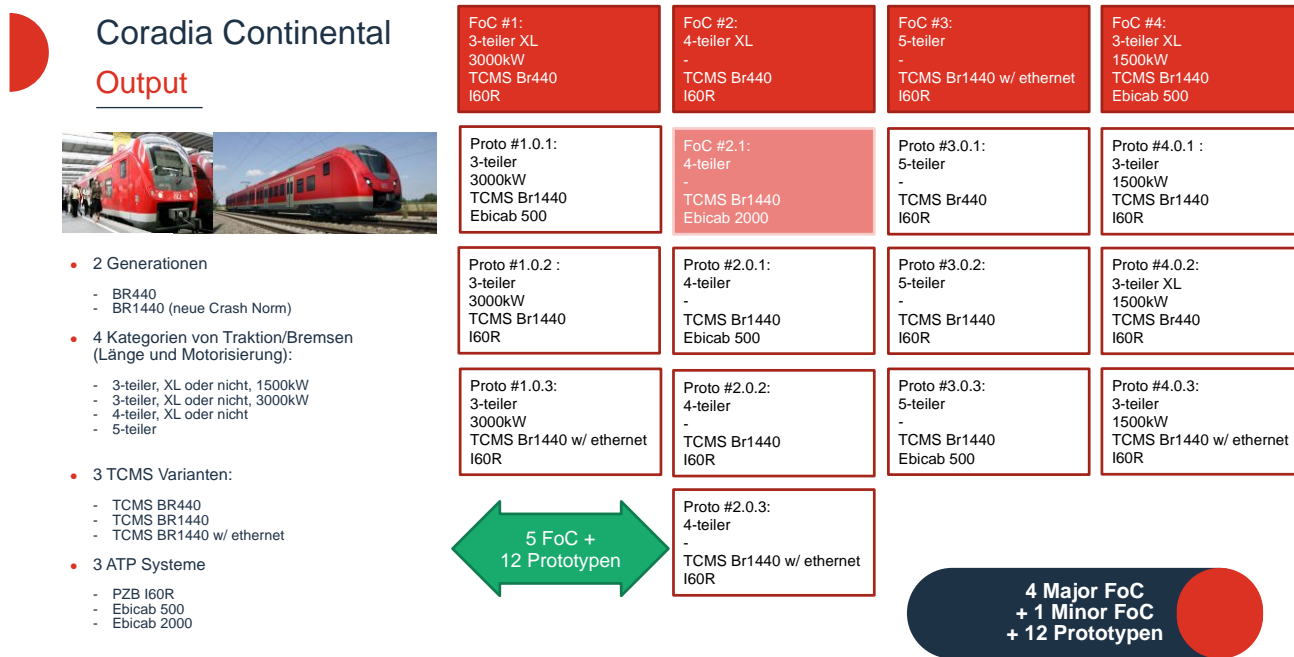 Coradia Continental
Output
• 2 Generationen
- BR440
- BR1440 (neue Crash Norm)
• 4 Kategorien von Traktion/Bremsen
(Länge und Motorisierung):
- 3-teiler, XL oder nicht, 1500kW
- 3-teiler, XL oder nicht, 3000kW
- 4-teiler, XL oder nicht
- 5-teiler
• 3 TCMS Varianten:
- TCMS BR440
- TCMS BR1440
- TCMS BR1440 w/ ethernet
• 3 ATP Systeme
- PZB I60R
- Ebicab 500
- Ebicab 2000
FoC #1:
3-teiler XL
3000kW
TCMS Br440
I60R
FoC #2:
4-teiler XL
-
TCMS Br440
I60R
FoC #3:
5-teiler
-
TCMS Br1440 w/ ethernet
I60R
FoC #4:
3-teiler XL
1500kW
TCMS Br1440
Ebicab 500
Proto #1.0.1:
3-teiler
3000kW
TCMS Br1440
Ebicab 500
FoC #2.1:
4-teiler
-
TCMS Br1440
Ebicab 2000
Proto #3.0.1:
5-teiler
-
TCMS Br440
I60R
Proto #4.0.1 :
3-teiler
1500kW
TCMS Br1440
I60R
Proto #1.0.2 :
3-teiler
3000kW
TCMS Br1440
I60R
Proto #2.0.1:
4-teiler
-
TCMS Br1440
Ebicab 500
Proto #3.0.2:
5-teiler
-
TCMS Br1440
I60R
Proto #4.0.2:
3-teiler XL
1500kW
TCMS Br440
I60R
Proto #1.0.3:
3-teiler
3000kW
TCMS Br1440 w/ ethernet
I60R
Proto #2.0.2:
4-teiler
-
TCMS Br1440
I60R
Proto #3.0.3:
5-teiler
-
TCMS Br1440
Ebicab 500
Proto #4.0.3:
3-teiler
1500kW
TCMS Br1440 w/ ethernet
I60R
5 FoC +
12 Prototypen
Proto #2.0.3:
4-teiler
-
TCMS Br1440 w/ ethernet
I60R
4 Major FoC
+ 1 Minor FoC
+ 12 Prototypen